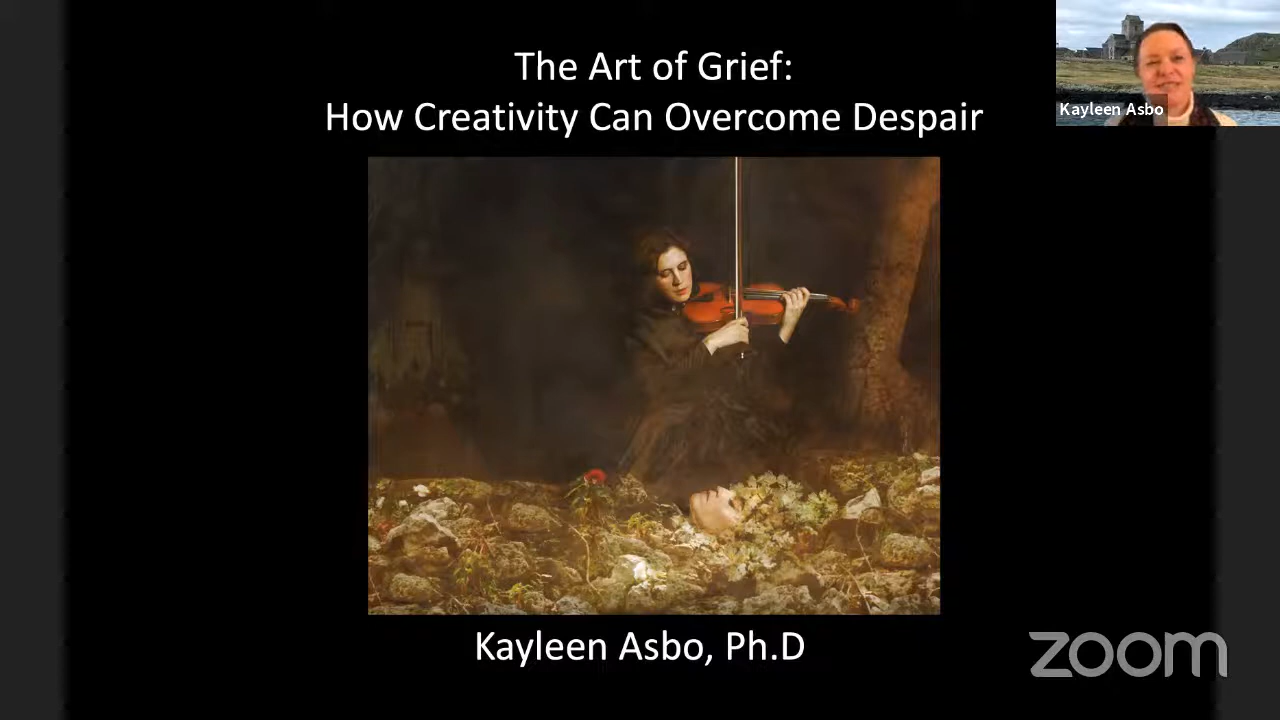 The Art of Grief:
How Creativity Can Overcome Despair
Kayleen Asbo
Kayleen Asbo, Ph.D
zoom